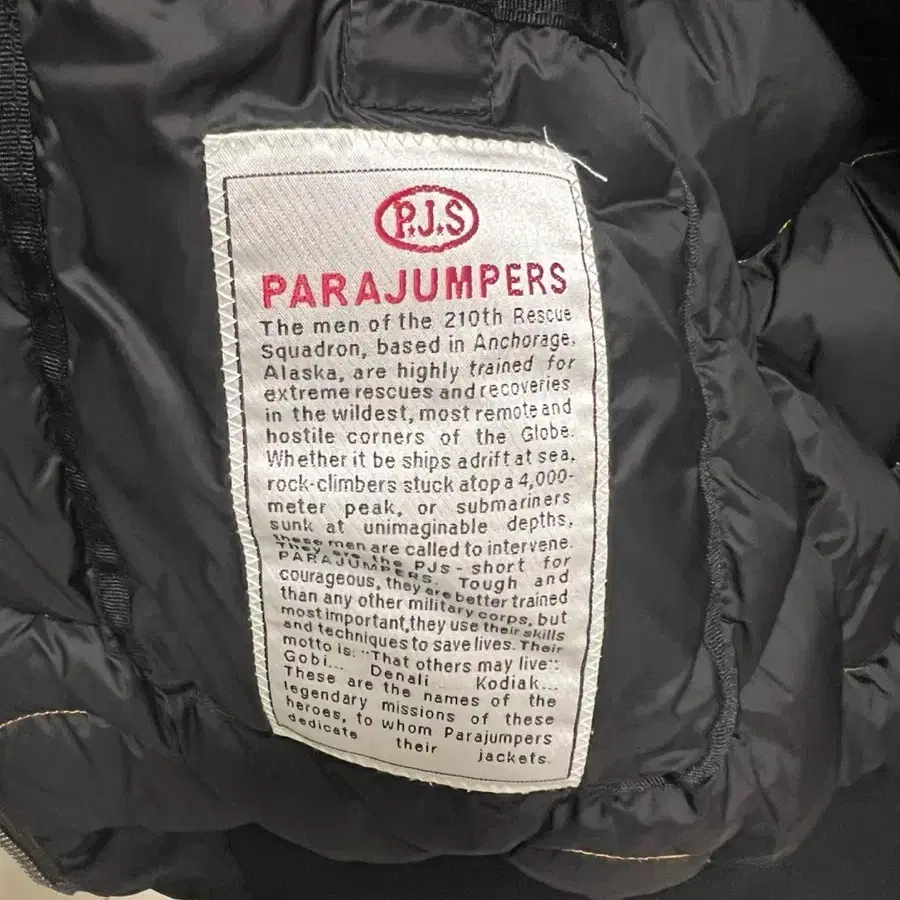 P.J.S
PARAJUMPERS
The men of the 210th Rescue
Squadron, based in Anchorage,
Alaska, are highly trained for
extreme rescues and recoveries
in the wildest, most remote and
hostile corners of the Globe.
Whether it be ships adrift at sea,
rock-climbers stuck atop a 4,000-
meter peak, or submariners
sunk at unimaginable depths,
these men are called to intervene.
They are the PJs - short for
PARAJUMPERS. Tough and
courageous, they are better trained
than any other military corps, but
most important, they use their skills
and techniques to save lives. Their
motto is: "That others may live":
Gobi... Denali Kodiak...
These are the names of the
legendary missions of these
heroes, to whom Parajumpers
dedicate their jackets.